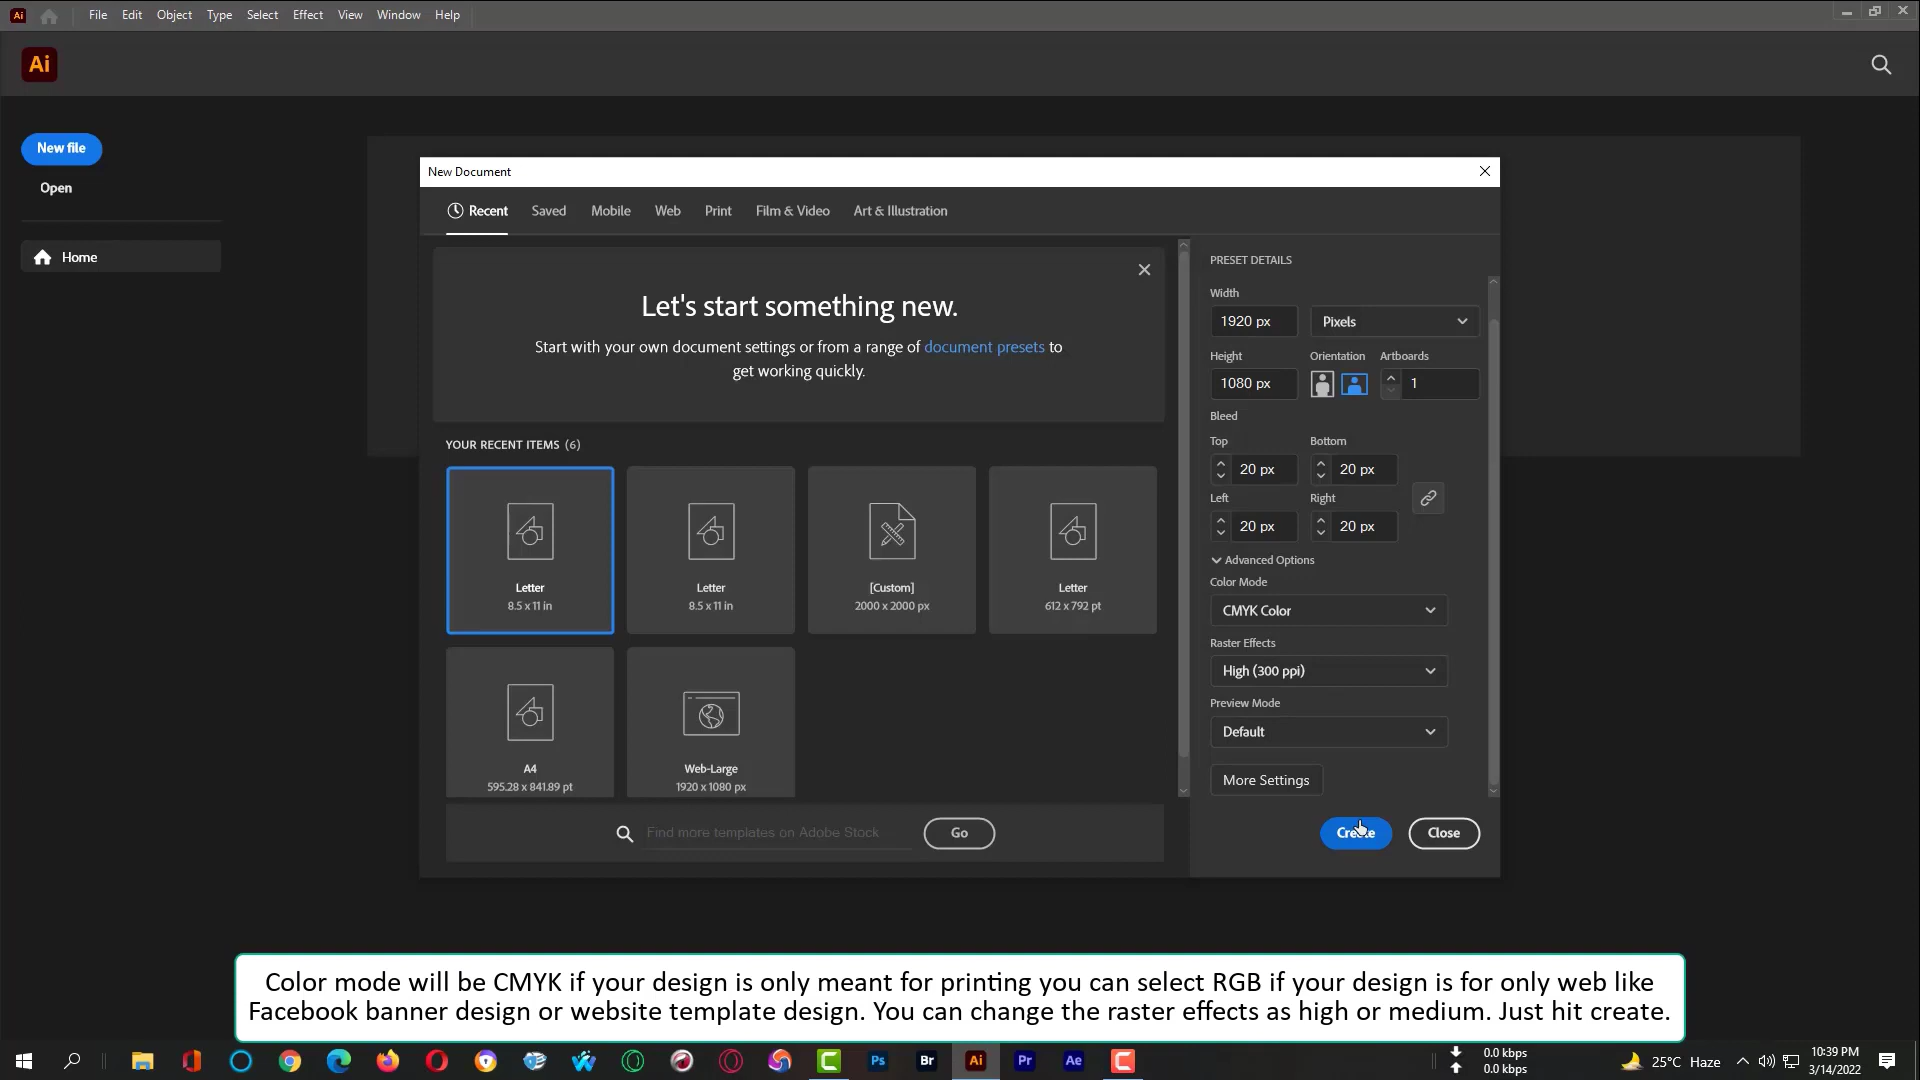 Ai File Edit Object Type Select Effect View Window Help
Ai
New file
Open
Home
New Document
Recent Saved Mobile Web Print Film & Video Art & Illustration
Let's start something new.
Start with your own document settings or from a range of document presets to
get working quickly.
YOUR RECENT ITEMS (6)
Letter
8.5 x 11 in
Letter
8.5 x 11 in
[Custom]
2000 x 2000 px
Letter
612 x 792 pt
A4
595.28 x 841.89 pt
Web-Large
1920 x 1080 px
Find more templates on Adobe Stock
Go
PRESET DETAILS
Width
1920 px Pixels
Height Orientation Artboards
1080 px 1
Bleed
Top Bottom
20 px 20 px
Left Right
20 px 20 px
Advanced Options
Color Mode
CMYK Color
Raster Effects
High (300 ppi)
Preview Mode
Default
More Settings
Create Close
Color mode will be CMYK if your design is only meant for printing you can select RGB if your design is for only web like
Facebook banner design or website template design. You can change the raster effects as high or medium. Just hit create.
Ps Br Ai Pr Ae
0.0 kbps
0.0 kbps
25°C Haze
10:39 PM
3/14/2022